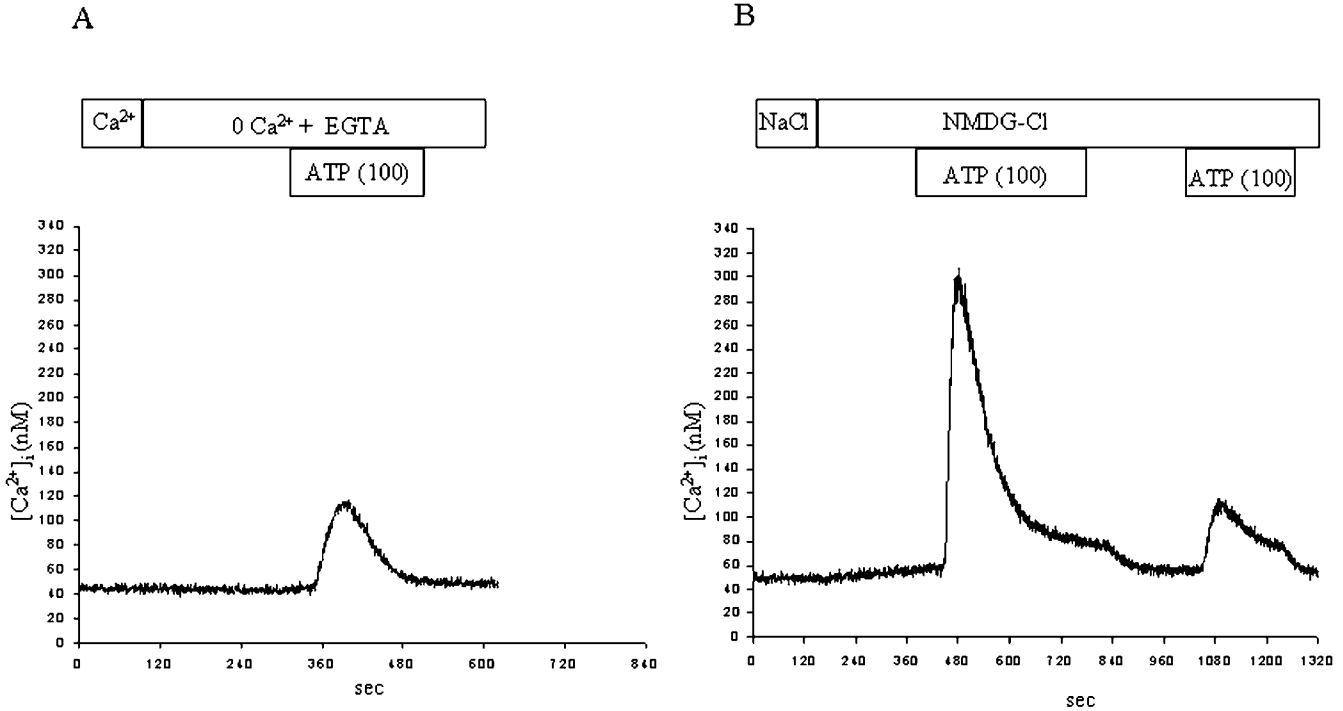 A
B
Ca²⁺
0 Ca²⁺ + EGTA
ATP (100)
NaCl
NMDG-Cl
ATP (100)
ATP (100)
[Ca²⁺]ᵢ (nM)
340
320
300
280
260
240
220
200
180
160
140
120
100
80
60
40
20
0
0 120 240 360 480 600 720 840
sec
[Ca²⁺]ᵢ (nM)
340
320
300
280
260
240
220
200
180
160
140
120
100
80
60
40
20
0
0 120 240 360 480 600 720 840 960 1080 1200 1320
sec